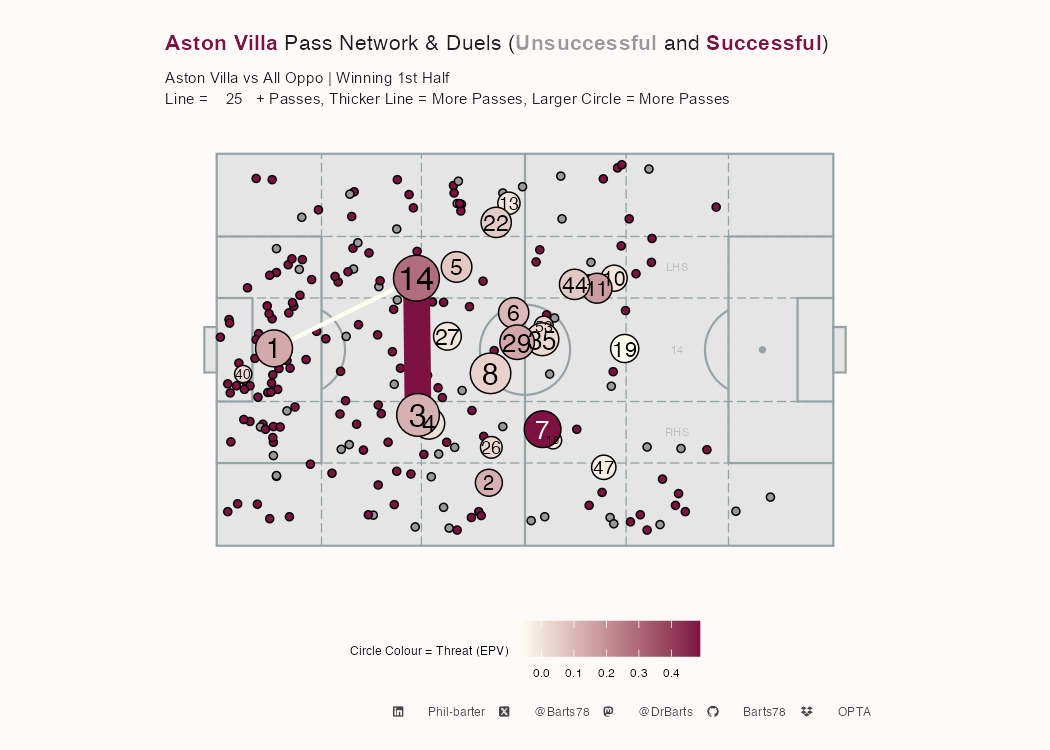 Aston Villa Pass Network & Duels (Unsuccessful and Successful)
Aston Villa vs All Oppo | Winning 1st Half
Line = 25 + Passes, Thicker Line = More Passes, Larger Circle = More Passes
13
22
LHS
5
14
10
44
11
6
53
27
29
35
1
19
14
8
40
3
4
7
RHS
26
47
2
Circle Colour = Threat (EPV)
0.0 0.1 0.2 0.3 0.4
Phil-barter @Barts78 @DrBarts Barts78 OPTA